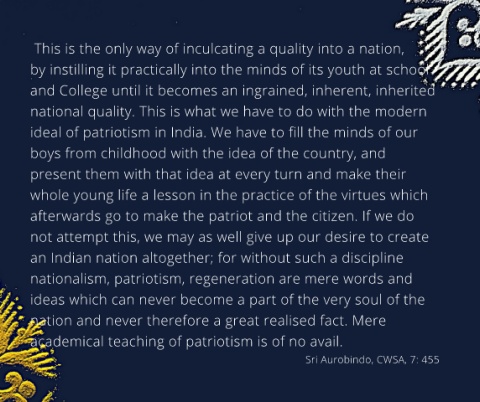 This is the only way of inculcating a quality into a nation,
by instilling it practically into the minds of its youth at school
and College until it becomes an ingrained, inherent, inherited
national quality. This is what we have to do with the modern
ideal of patriotism in India. We have to fill the minds of our
boys from childhood with the idea of the country, and
present them with that idea at every turn and make their
whole young life a lesson in the practice of the virtues which
afterwards go to make the patriot and the citizen. If we do
not attempt this, we may as well give up our desire to create
an Indian nation altogether; for without such a discipline
nationalism, patriotism, regeneration are mere words and
ideas which can never become a part of the very soul of the
nation and never therefore a great realised fact. Mere
academical teaching of patriotism is of no avail.
Sri Aurobindo, CWSA, 7: 455